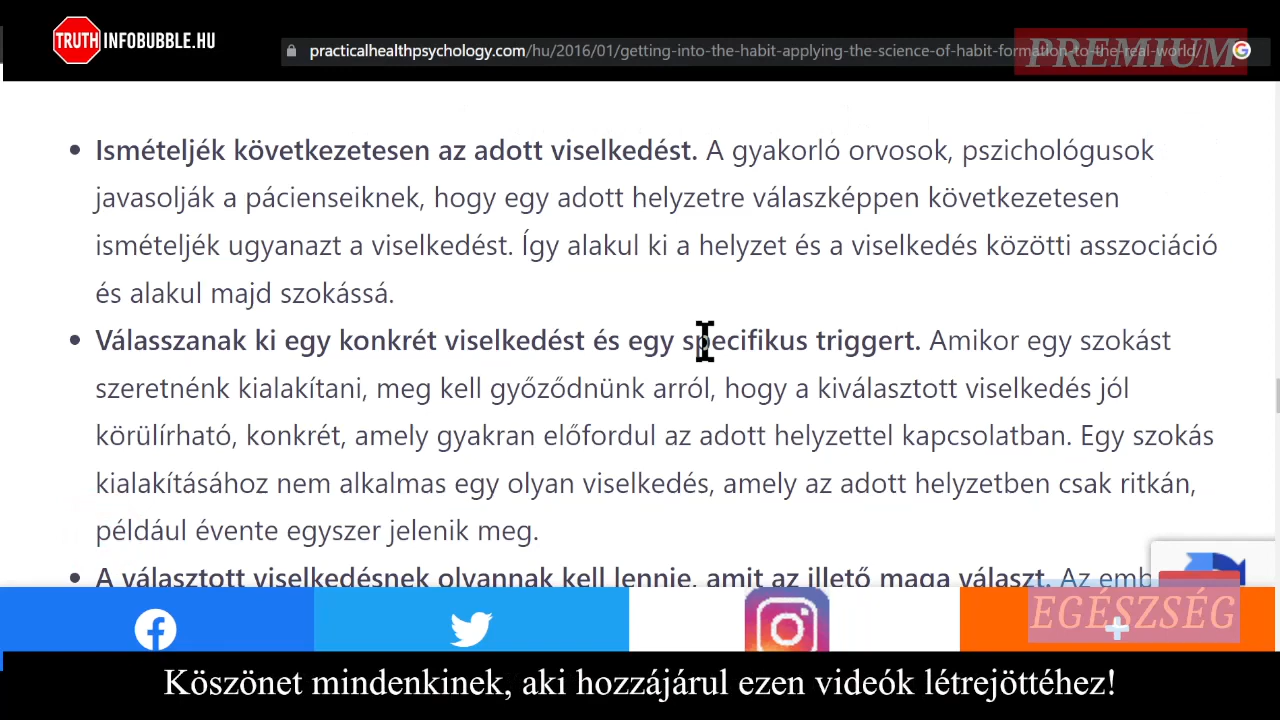 TRUTH INFOBUBBLE.HU
practicalhealthpsychology.com/hu/2016/01/getting-into-the-habit-applying-the-science-of-habit-formation-to-the-real-world/
PREMIUM
• Ismételjék következetesen az adott viselkedést. A gyakorló orvosok, pszichológusok
javasolják a pácienseiknek, hogy egy adott helyzetre válaszképpen következetesen
ismételjék ugyanazt a viselkedést. Így alakul ki a helyzet és a viselkedés közötti asszociáció
és alakul majd szokássá.
• Válasszanak ki egy konkrét viselkedést és egy specifikus triggert. Amikor egy szokást
szeretnénk kialakítani, meg kell győződnünk arról, hogy a kiválasztott viselkedés jól
körülírható, konkrét, amely gyakran előfordul az adott helyzettel kapcsolatban. Egy szokás
kialakításához nem alkalmas egy olyan viselkedés, amely az adott helyzetben csak ritkán,
például évente egyszer jelenik meg.
• A választott viselkedésnek olyannak kell lennie, amit az illető maga választ. Az emb
EGÉSZSÉG
Köszönet mindenkinek, aki hozzájárul ezen videók létrejöttéhez!